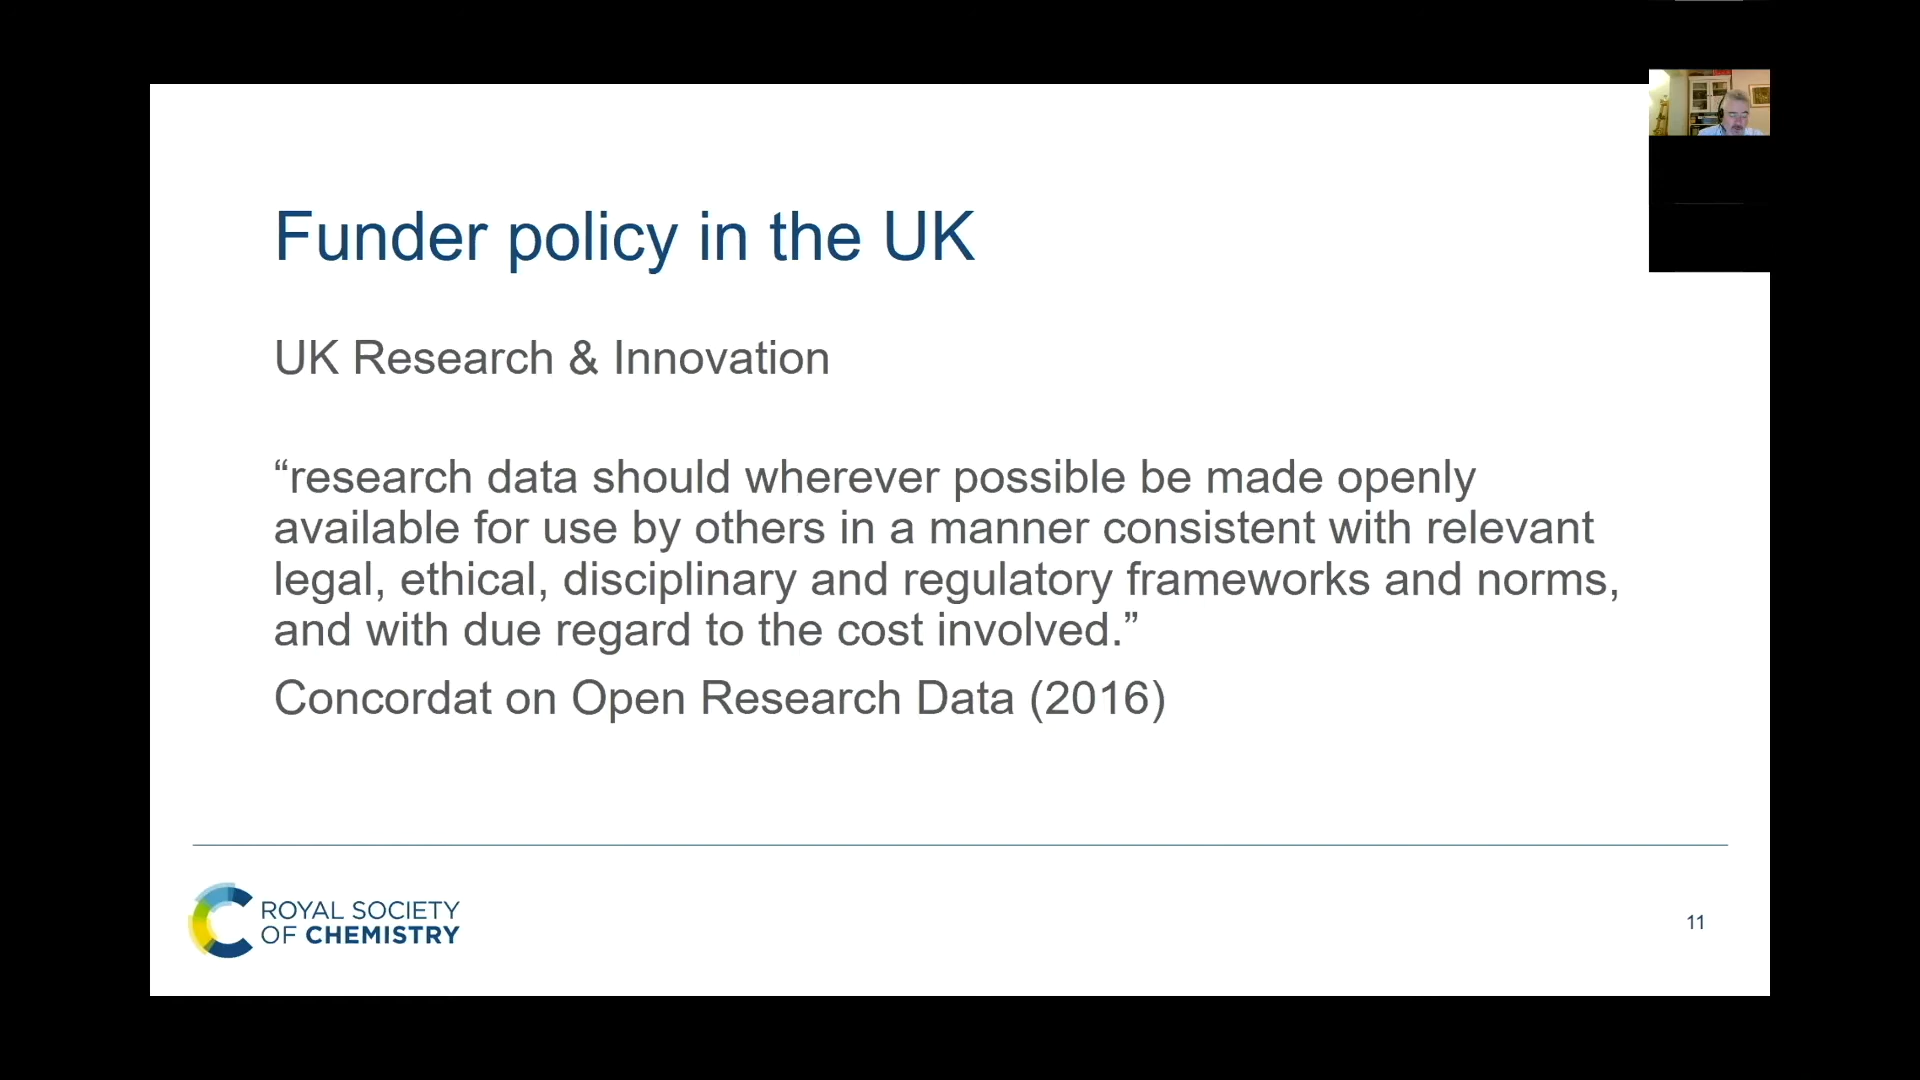 Funder policy in the UK
UK Research & Innovation
“research data should wherever possible be made openly
available for use by others in a manner consistent with relevant
legal, ethical, disciplinary and regulatory frameworks and norms,
and with due regard to the cost involved.”
Concordat on Open Research Data (2016)
ROYAL SOCIETY
OF CHEMISTRY
11